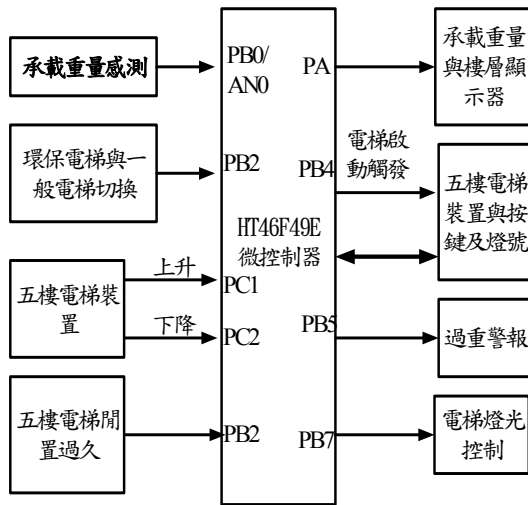 承載重量感測
環保電梯與一
般電梯切換
五樓電梯裝
置
五樓電梯閒
置過久
上升
下降
PB0/
AN0
PB2
PC1
PC2
PB2
HT46F49E
微控制器
PA
PB4
PB5
PB7
電梯啟
動觸發
承載重量
與樓層顯
示器
五樓電梯
裝置與按
鍵及燈號
過重警報
電梯燈光
控制